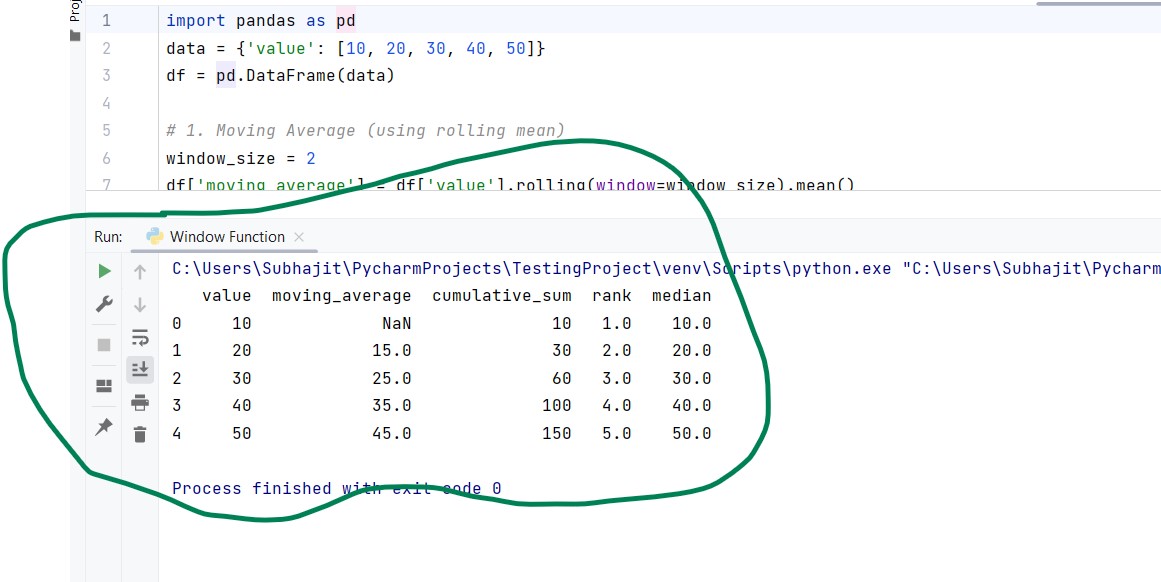 Proj
1 import pandas as pd
2 data = {'value': [10, 20, 30, 40, 50]}
3 df = pd.DataFrame(data)
4
5 # 1. Moving Average (using rolling mean)
6 window_size = 2
7 df['moving_average'] = df['value'].rolling(window=window_size).mean()
Run: Window Function
C:\Users\Subhajit\PycharmProjects\TestingProject\venv\Scripts\python.exe "C:\Users\Subhajit\Pycharm
value moving_average cumulative_sum rank median
0 10 NaN 10 1.0 10.0
1 20 15.0 30 2.0 20.0
2 30 25.0 60 3.0 30.0
3 40 35.0 100 4.0 40.0
4 50 45.0 150 5.0 50.0
Process finished with exit code 0